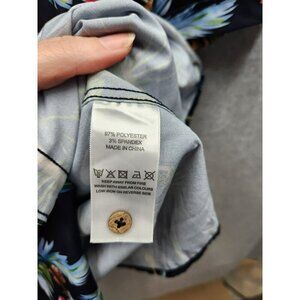 97% POLYESTER
3% SPANDEX
MADE IN CHINA
KEEP AWAY FROM FIRE
WASH WITH SIMILAR COLOURS
LOW IRON ON REVERSE SIDE